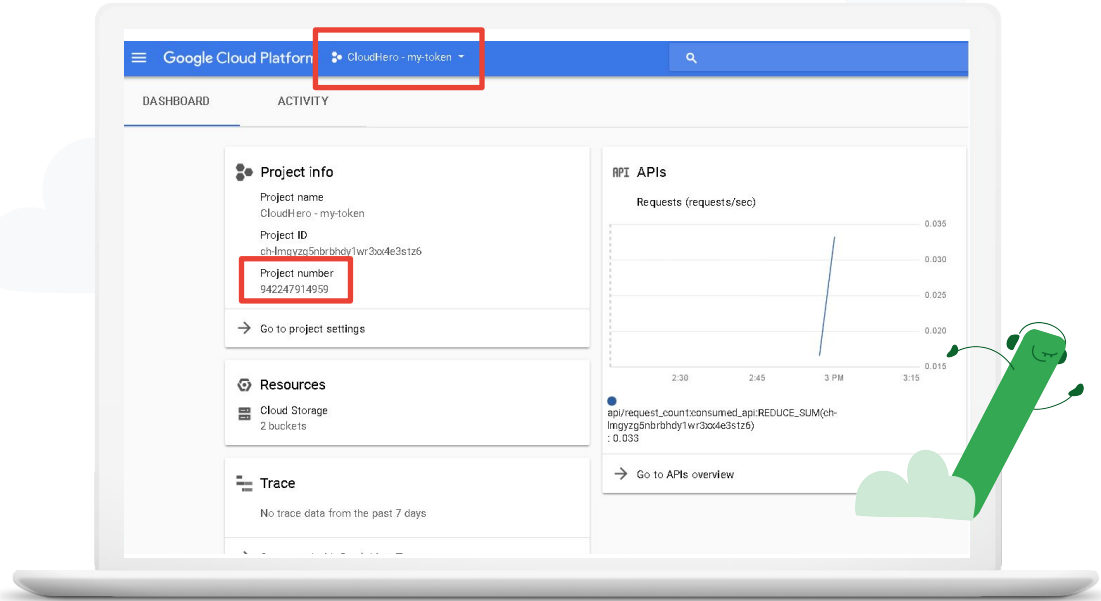 Google Cloud Platform
CloudHero - my-token
DASHBOARD
ACTIVITY
Project info
Project name
CloudHero - my-token
Project ID
ch-lmgyzg5nbrbhdy1wr3xx4e3stz6
Project number
942247914959
Go to project settings
Resources
Cloud Storage
2 buckets
Trace
No trace data from the past 7 days
API APIs
Requests (requests/sec)
0.035
0.030
0.025
0.020
0.015
2:30 2:45 3 PM 3:15
api/request_count:consumed_api:REDUCE_SUM(ch-
lmgyzg5nbrbhdy1wr3xx4e3stz6)
: 0.033
Go to APIs overview